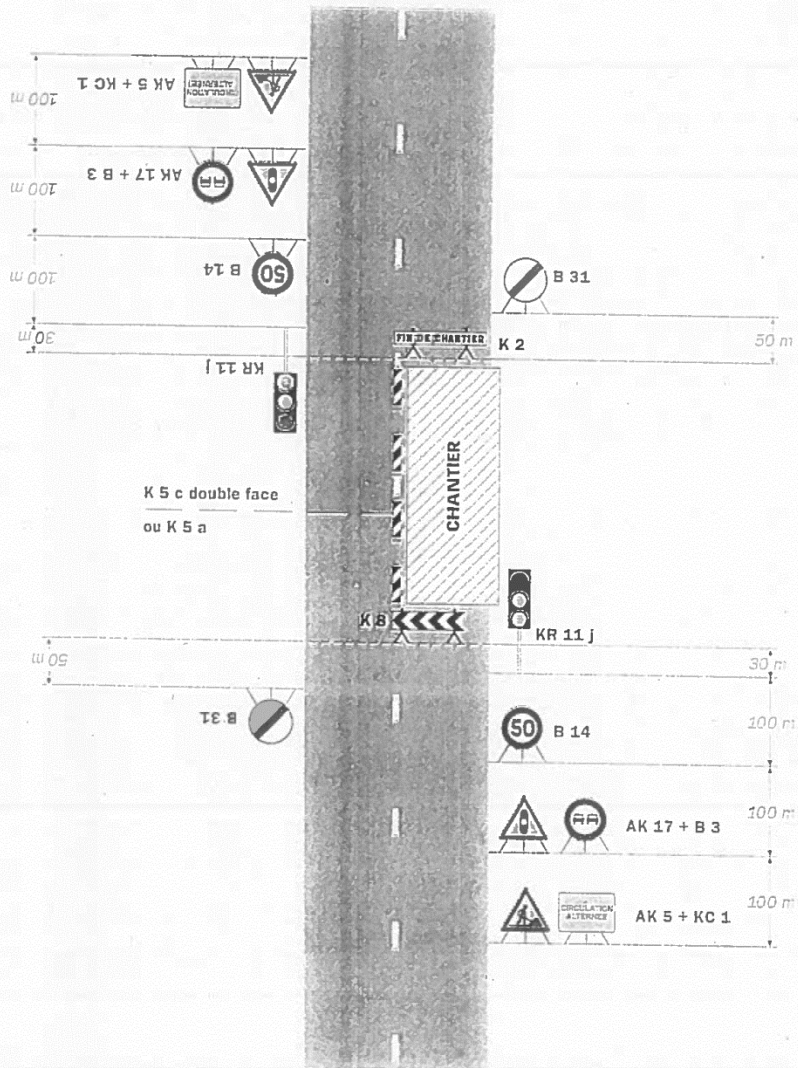 100 m
AK 5 + KC 1
CIRCULATION
ALTERNEE
100 m
AK 17 + B 3
100 m
B 14
50
B 31
30 m
KR 11 j
FIN DE CHANTIER
K 2
50 m
CHANTIER
K 5 c double face
ou K 5 a
K 8
KR 11 j
50 m
30 m
B 31
50
B 14
100 m
AK 17 + B 3
100 m
CIRCULATION
ALTERNEE
AK 5 + KC 1
100 m